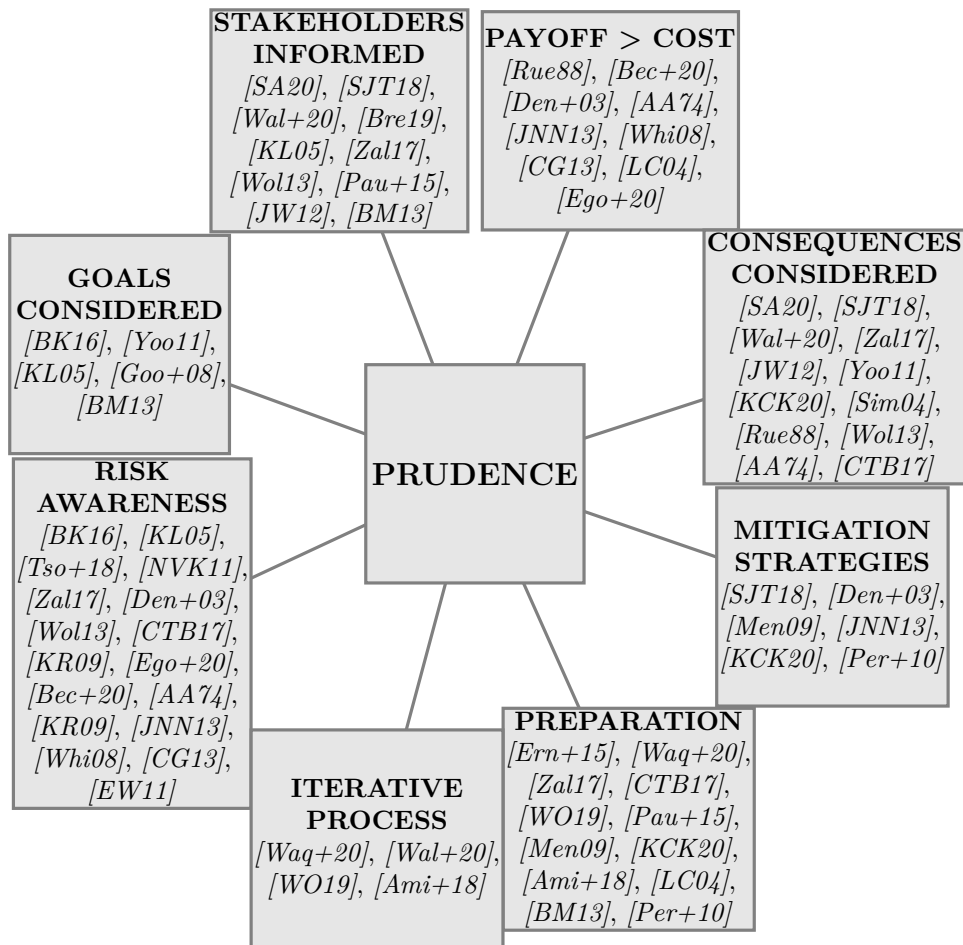 STAKEHOLDERS
INFORMED
[SA20], [SJT18],
[Wal+20], [Bre19],
[KL05], [Zal17],
[Wol13], [Pau+15],
[JW12], [BM13]
PAYOFF > COST
[Rue88], [Bec+20],
[Den+03], [AA74],
[JNN13], [Whi08],
[CG13], [LC04],
[Ego+20]
GOALS
CONSIDERED
[BK16], [Yoo11],
[KL05], [Goo+08],
[BM13]
CONSEQUENCES
CONSIDERED
[SA20], [SJT18],
[Wal+20], [Zal17],
[JW12], [Yoo11],
[KCK20], [Sim04],
[Rue88], [Wol13],
[AA74], [CTB17]
PRUDENCE
RISK
AWARENESS
[BK16], [KL05],
[Tso+18], [NVK11],
[Zal17], [Den+03],
[Wol13], [CTB17],
[KR09], [Ego+20],
[Bec+20], [AA74],
[KR09], [JNN13],
[Whi08], [CG13],
[EW11]
MITIGATION
STRATEGIES
[SJT18], [Den+03],
[Men09], [JNN13],
[KCK20], [Per+10]
ITERATIVE
PROCESS
[Waq+20], [Wal+20],
[WO19], [Ami+18]
PREPARATION
[Ern+15], [Waq+20],
[Zal17], [CTB17],
[WO19], [Pau+15],
[Men09], [KCK20],
[Ami+18], [LC04],
[BM13], [Per+10]